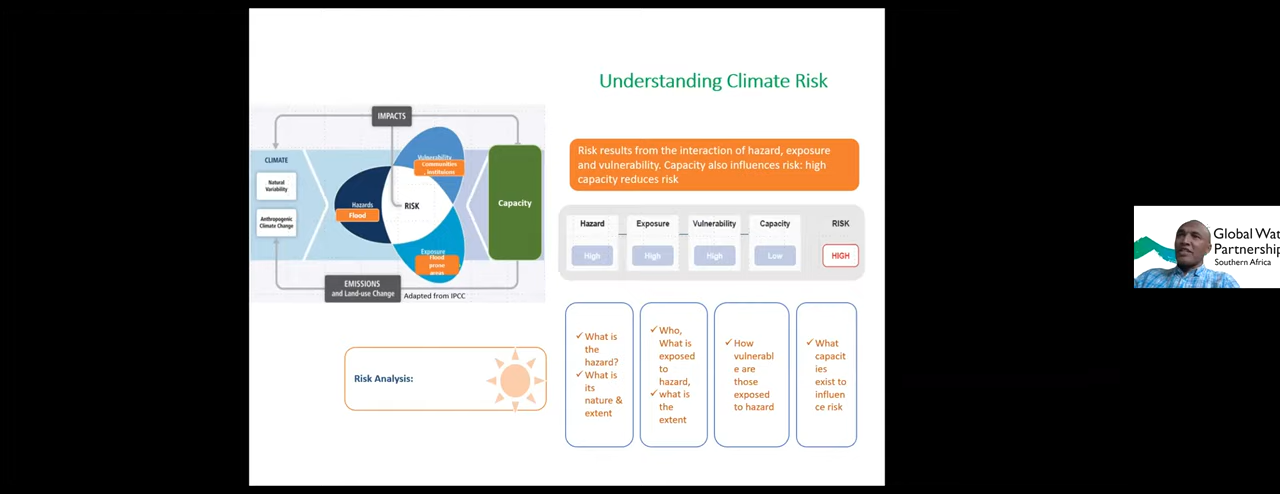 Understanding Climate Risk
IMPACTS
CLIMATE
Natural
Variability
Anthropogenic
Climate Change
Vulnerability
Communities
, Institutions
Hazards
Flood
RISK
Exposure
Flood
prone
areas
Capacity
EMISSIONS
and Land-use Change
Adapted from IPCC
Risk results from the interaction of hazard, exposure
and vulnerability. Capacity also influences risk: high
capacity reduces risk
Hazard Exposure Vulnerability Capacity RISK
High High High Low HIGH
Risk Analysis:
✓ What is
the
hazard?
✓ What is
its
nature &
extent
✓ Who,
What is
exposed
to
hazard,
✓ what is
the
extent
✓ How
vulnerabl
e are
those
exposed
to hazard
✓ What
capacit
ies
exist to
influen
ce risk
Global Wat
Partnership
Southern Africa